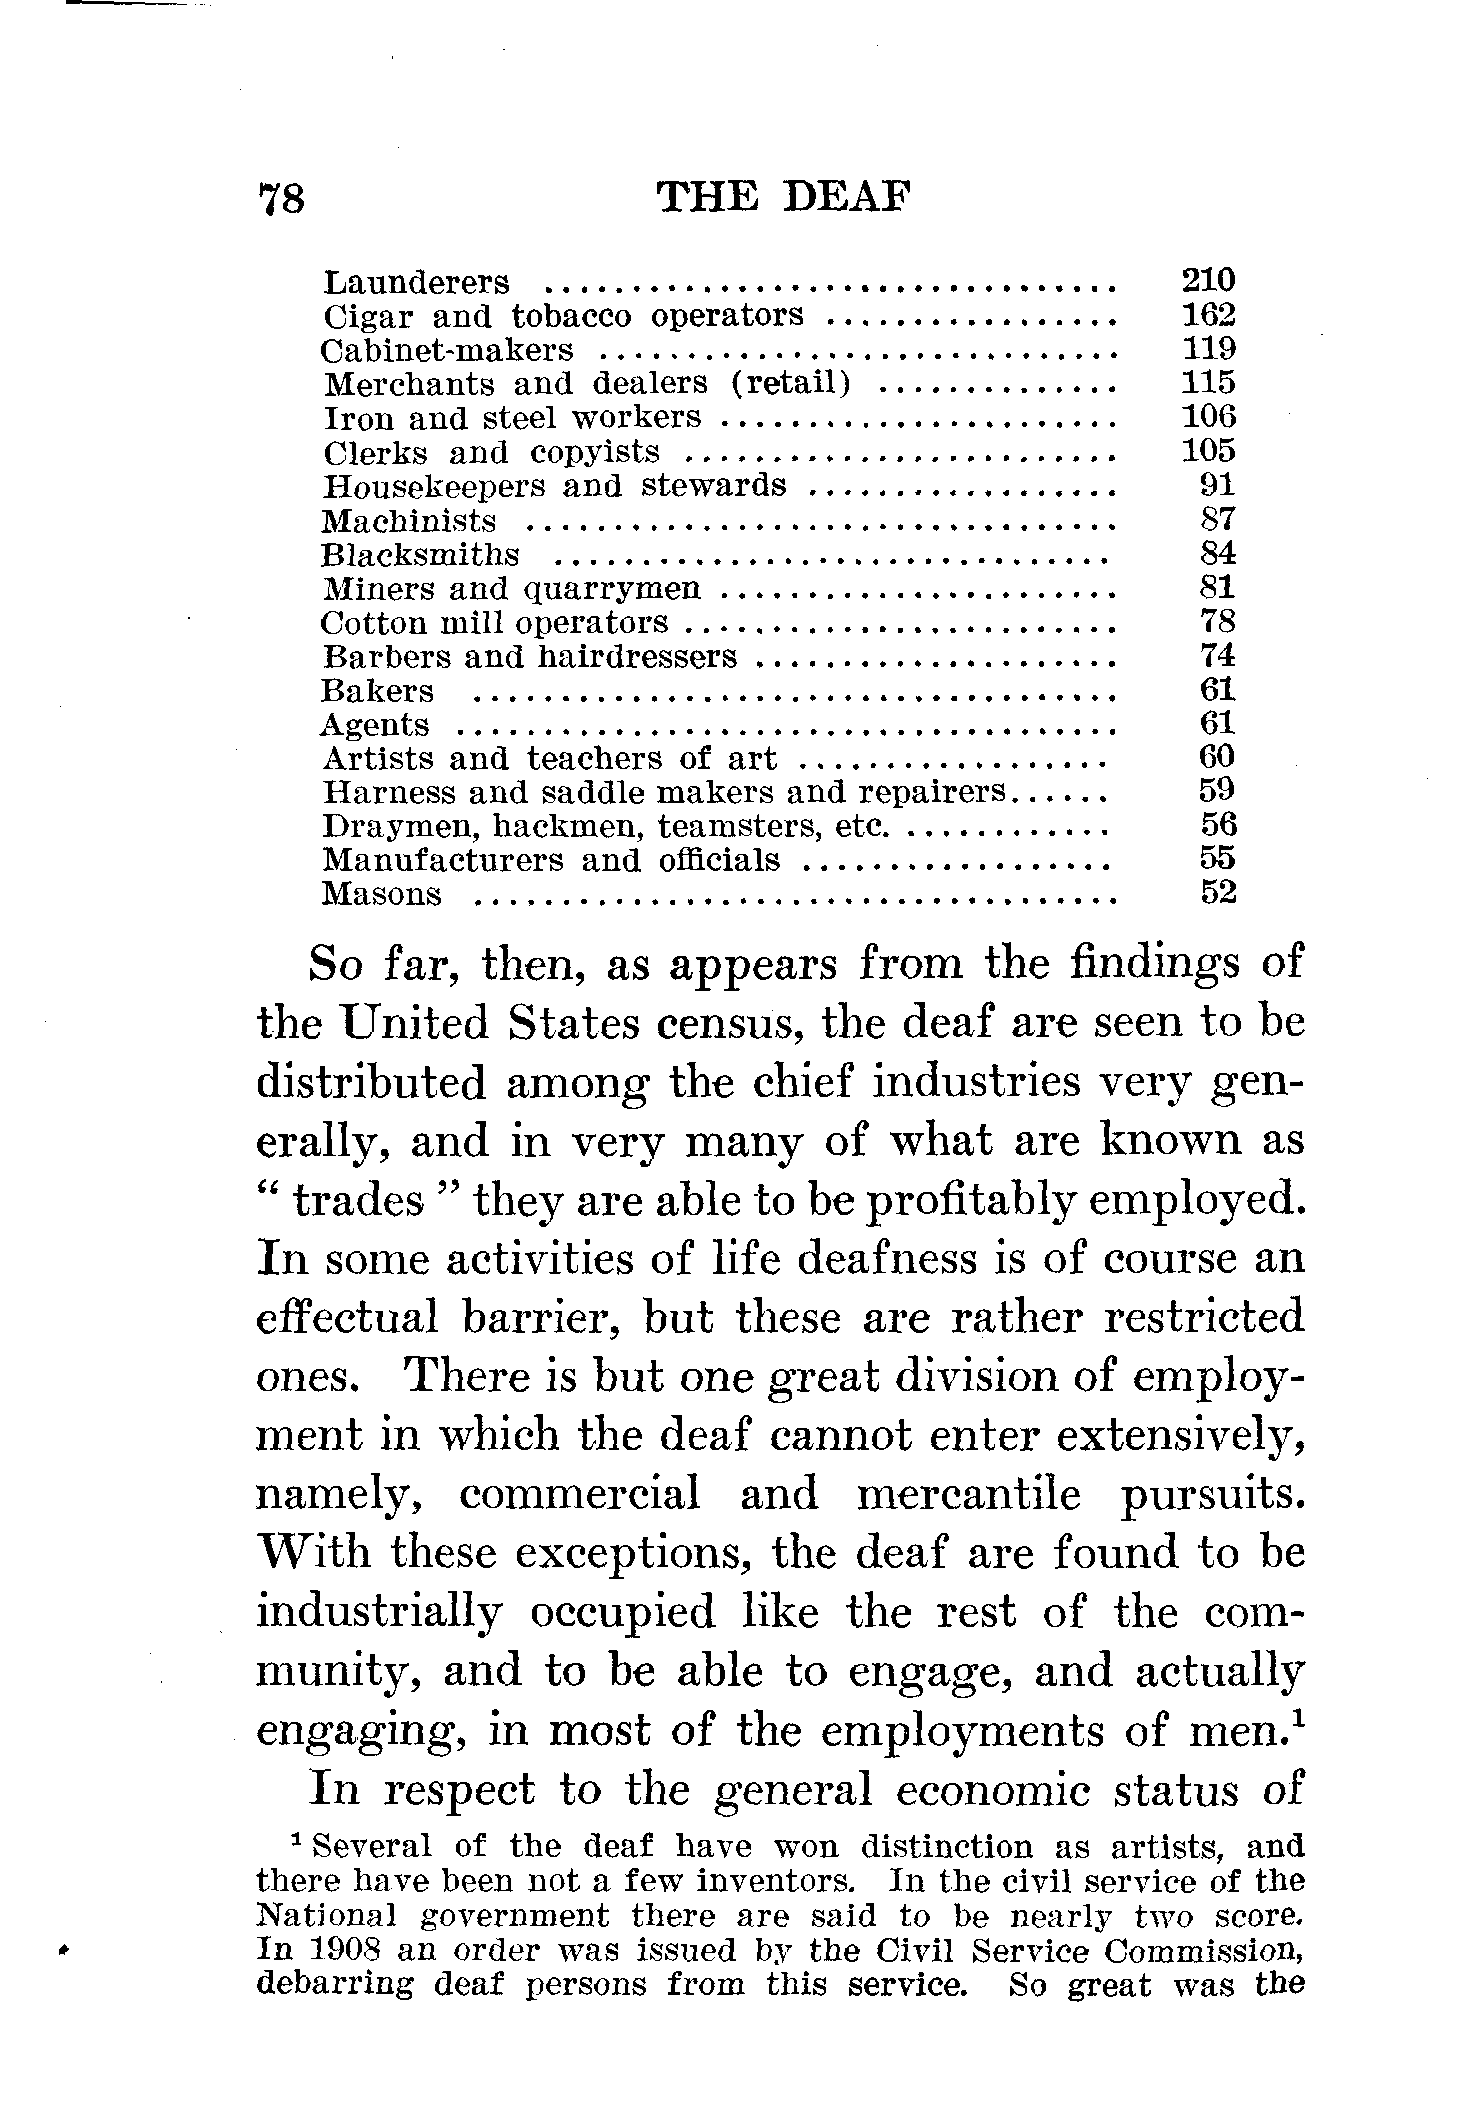 78 THE DEAF
Launderers ................................. 210
Cigar and tobacco operators ................. 162
Cabinet-makers .............................. 119
Merchants and dealers (retail) .............. 115
Iron and steel workers ....................... 106
Clerks and copyists ......................... 105
Housekeepers and stewards .................. 91
Machinists .................................. 87
Blacksmiths ................................ 84
Miners and quarrymen ....................... 81
Cotton mill operators ......................... 78
Barbers and hairdressers ..................... 74
Bakers ..................................... 61
Agents ...................................... 61
Artists and teachers of art .................. 60
Harness and saddle makers and repairers...... 59
Draymen, hackmen, teamsters, etc. ............ 56
Manufacturers and officials .................. 55
Masons ..................................... 52
So far, then, as appears from the findings of
the United States census, the deaf are seen to be
distributed among the chief industries very gen-
erally, and in very many of what are known as
“ trades ” they are able to be profitably employed.
In some activities of life deafness is of course an
effectual barrier, but these are rather restricted
ones. There is but one great division of employ-
ment in which the deaf cannot enter extensively,
namely, commercial and mercantile pursuits.
With these exceptions, the deaf are found to be
industrially occupied like the rest of the com-
munity, and to be able to engage, and actually
engaging, in most of the employments of men.¹
In respect to the general economic status of
¹ Several of the deaf have won distinction as artists, and
there have been not a few inventors. In the civil service of the
National government there are said to be nearly two score.
In 1908 an order was issued by the Civil Service Commission,
debarring deaf persons from this service. So great was the